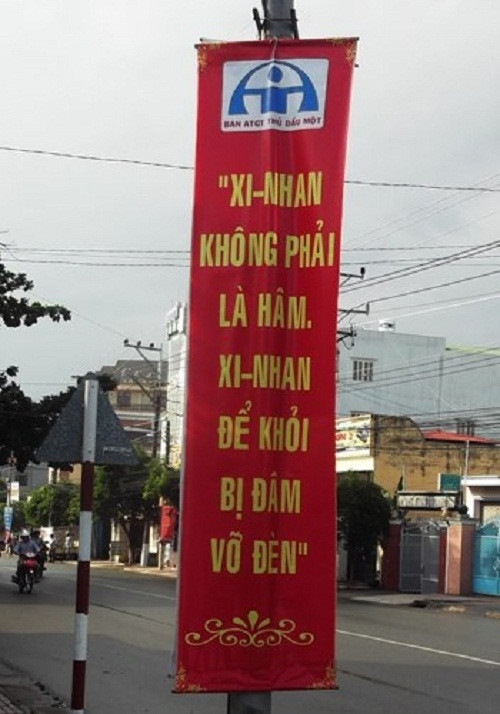 BAN ATGT THỦ DẦU MỘT
"XI-NHAN
KHÔNG PHẢI
LÀ HÂM.
XI-NHAN
ĐỂ KHỎI
BỊ ĐÂM
VỠ ĐÈN"